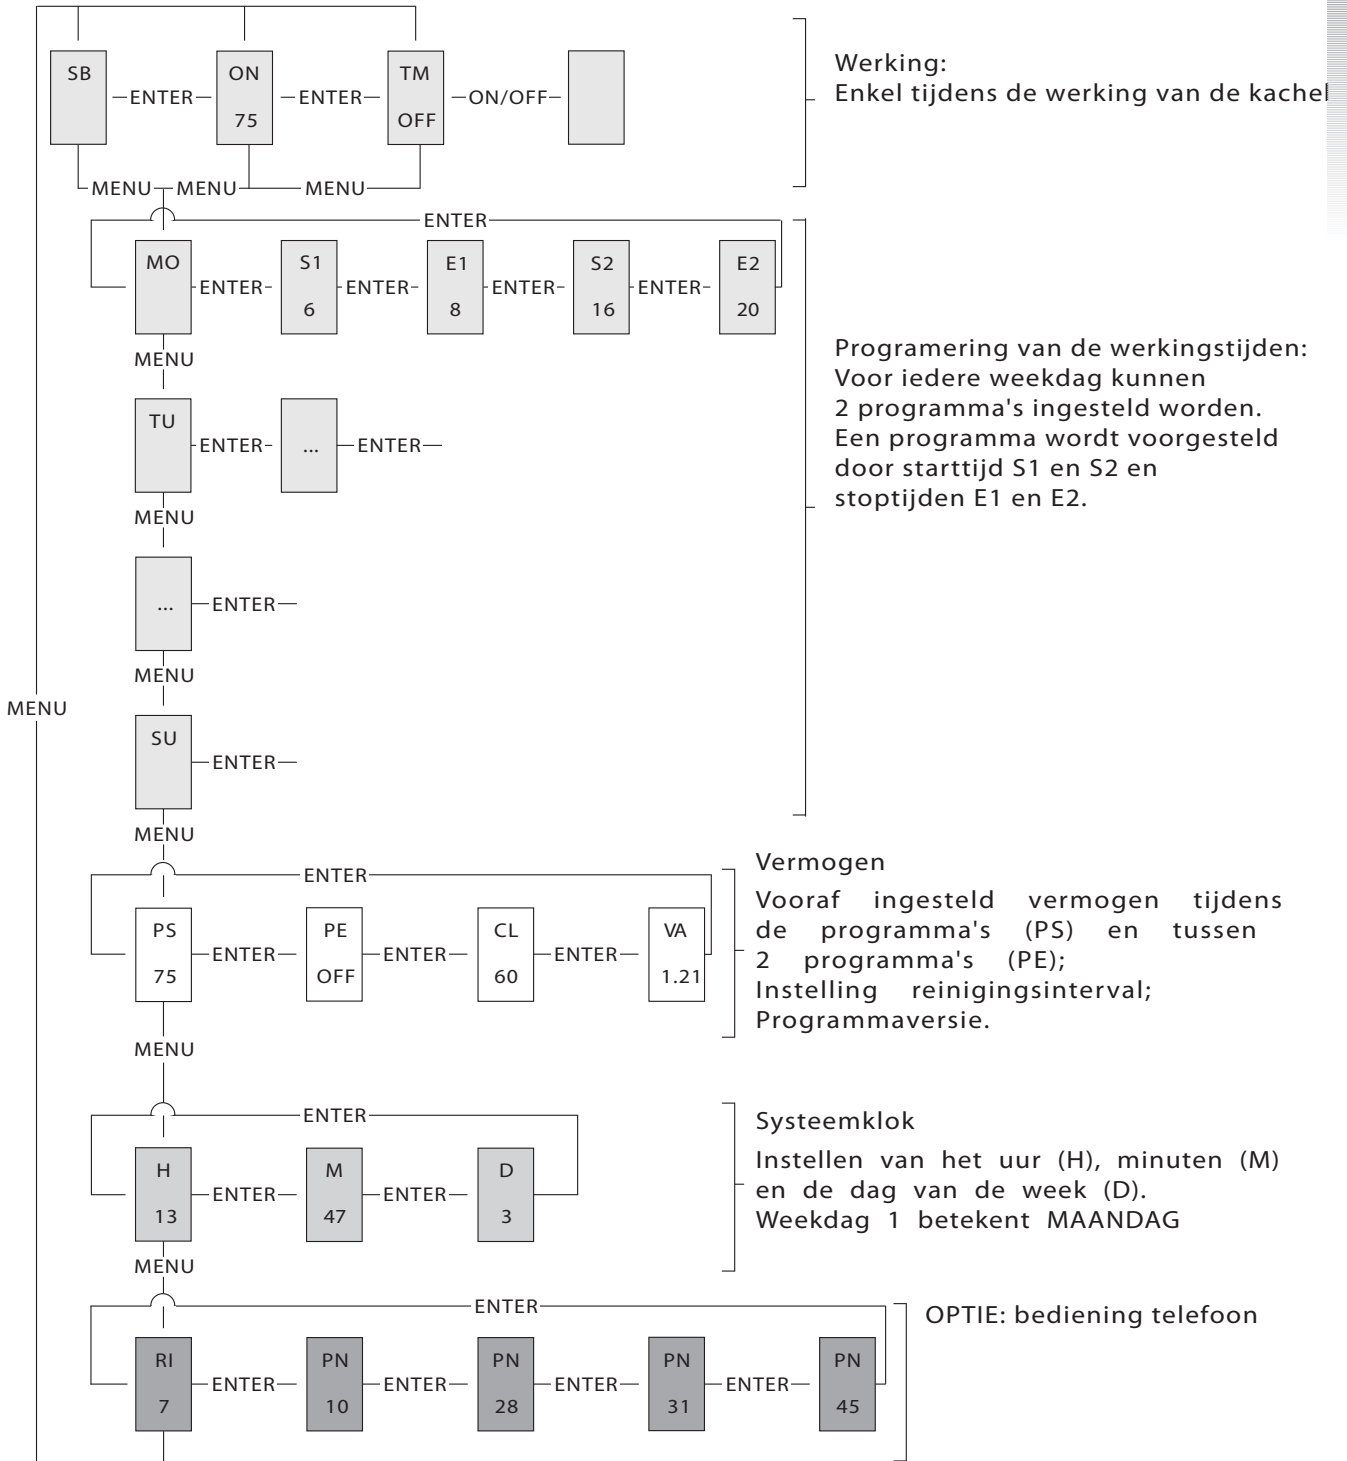 SB —ENTER— ON 75 —ENTER— TM OFF —ON/OFF—
Werking:
Enkel tijdens de werking van de kachel
MENU MENU MENU
ENTER
MO ENTER S1 6 ENTER E1 8 ENTER S2 16 ENTER E2 20
MENU
Programering van de werkingstijden:
Voor iedere weekdag kunnen
2 programma's ingesteld worden.
Een programma wordt voorgesteld
door starttijd S1 en S2 en
stoptijden E1 en E2.
TU ENTER ... ENTER
MENU
... ENTER
MENU
MENU
SU ENTER
MENU
Vermogen
Vooraf ingesteld vermogen tijdens
de programma's (PS) en tussen
2 programma's (PE);
Instelling reinigingsinterval;
Programmaversie.
ENTER
PS 75 ENTER PE OFF ENTER CL 60 ENTER VA 1.21
MENU
Systeemklok
Instellen van het uur (H), minuten (M)
en de dag van de week (D).
Weekdag 1 betekent MAANDAG
ENTER
H 13 ENTER M 47 ENTER D 3
MENU
OPTIE: bediening telefoon
ENTER
RI 7 ENTER PN 10 ENTER PN 28 ENTER PN 31 ENTER PN 45